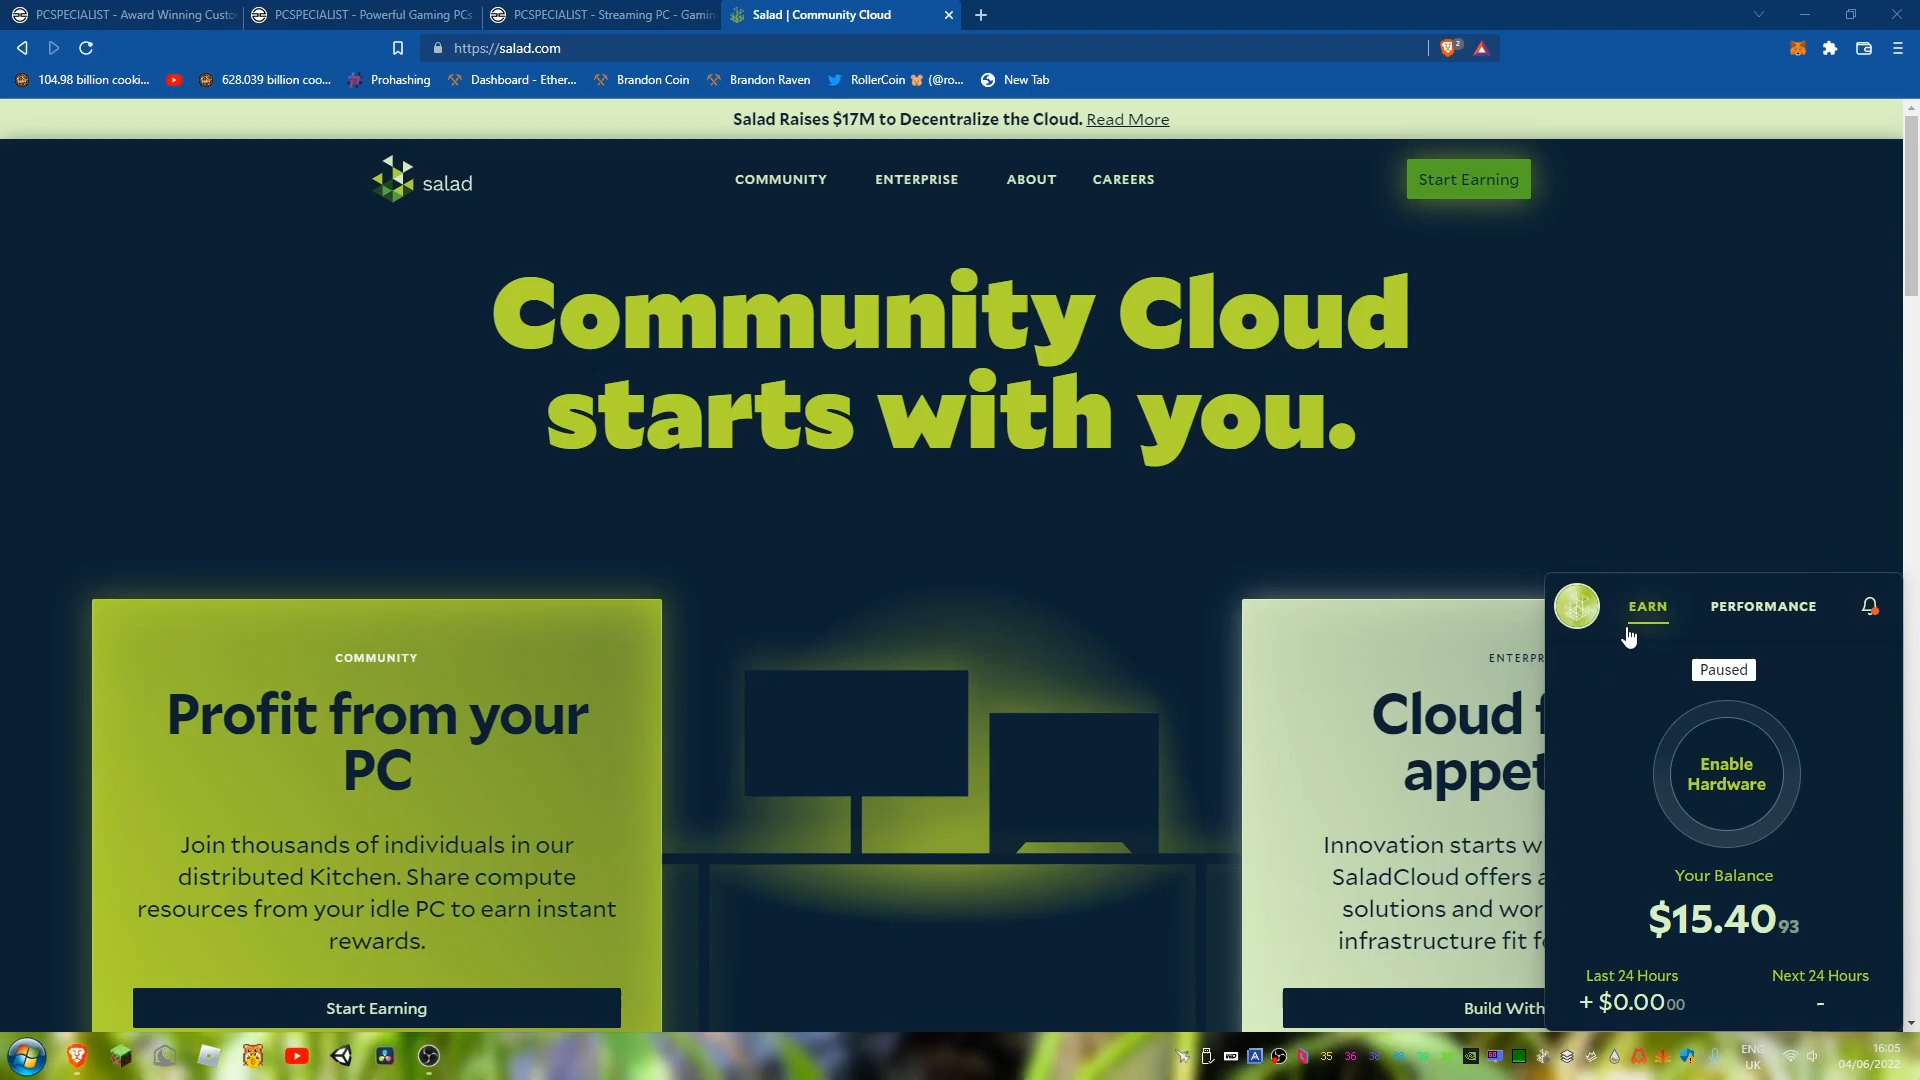 PCSPECIALIST - Award Winning Custo
PCSPECIALIST - Powerful Gaming PCs
PCSPECIALIST - Streaming PC - Gamin
Salad | Community Cloud
https://salad.com
2
104.98 billion cooki...
628.039 billion coo...
Prohashing
Dashboard - Ether...
Brandon Coin
Brandon Raven
RollerCoin 🐹 (@ro...
New Tab
Salad Raises $17M to Decentralize the Cloud. Read More
salad
COMMUNITY
ENTERPRISE
ABOUT
CAREERS
Start Earning
Community Cloud
starts with you.
COMMUNITY
Profit from your
PC
Join thousands of individuals in our
distributed Kitchen. Share compute
resources from your idle PC to earn instant
rewards.
Start Earning
ENTERPR
Cloud f
appet
Innovation starts w
SaladCloud offers a
solutions and wor
infrastructure fit f
Build With
EARN
PERFORMANCE
Paused
Enable
Hardware
Your Balance
$15.4093
Last 24 Hours
+ $0.0000
Next 24 Hours
-
35
36
38
ENG
UK
16:05
04/06/2022